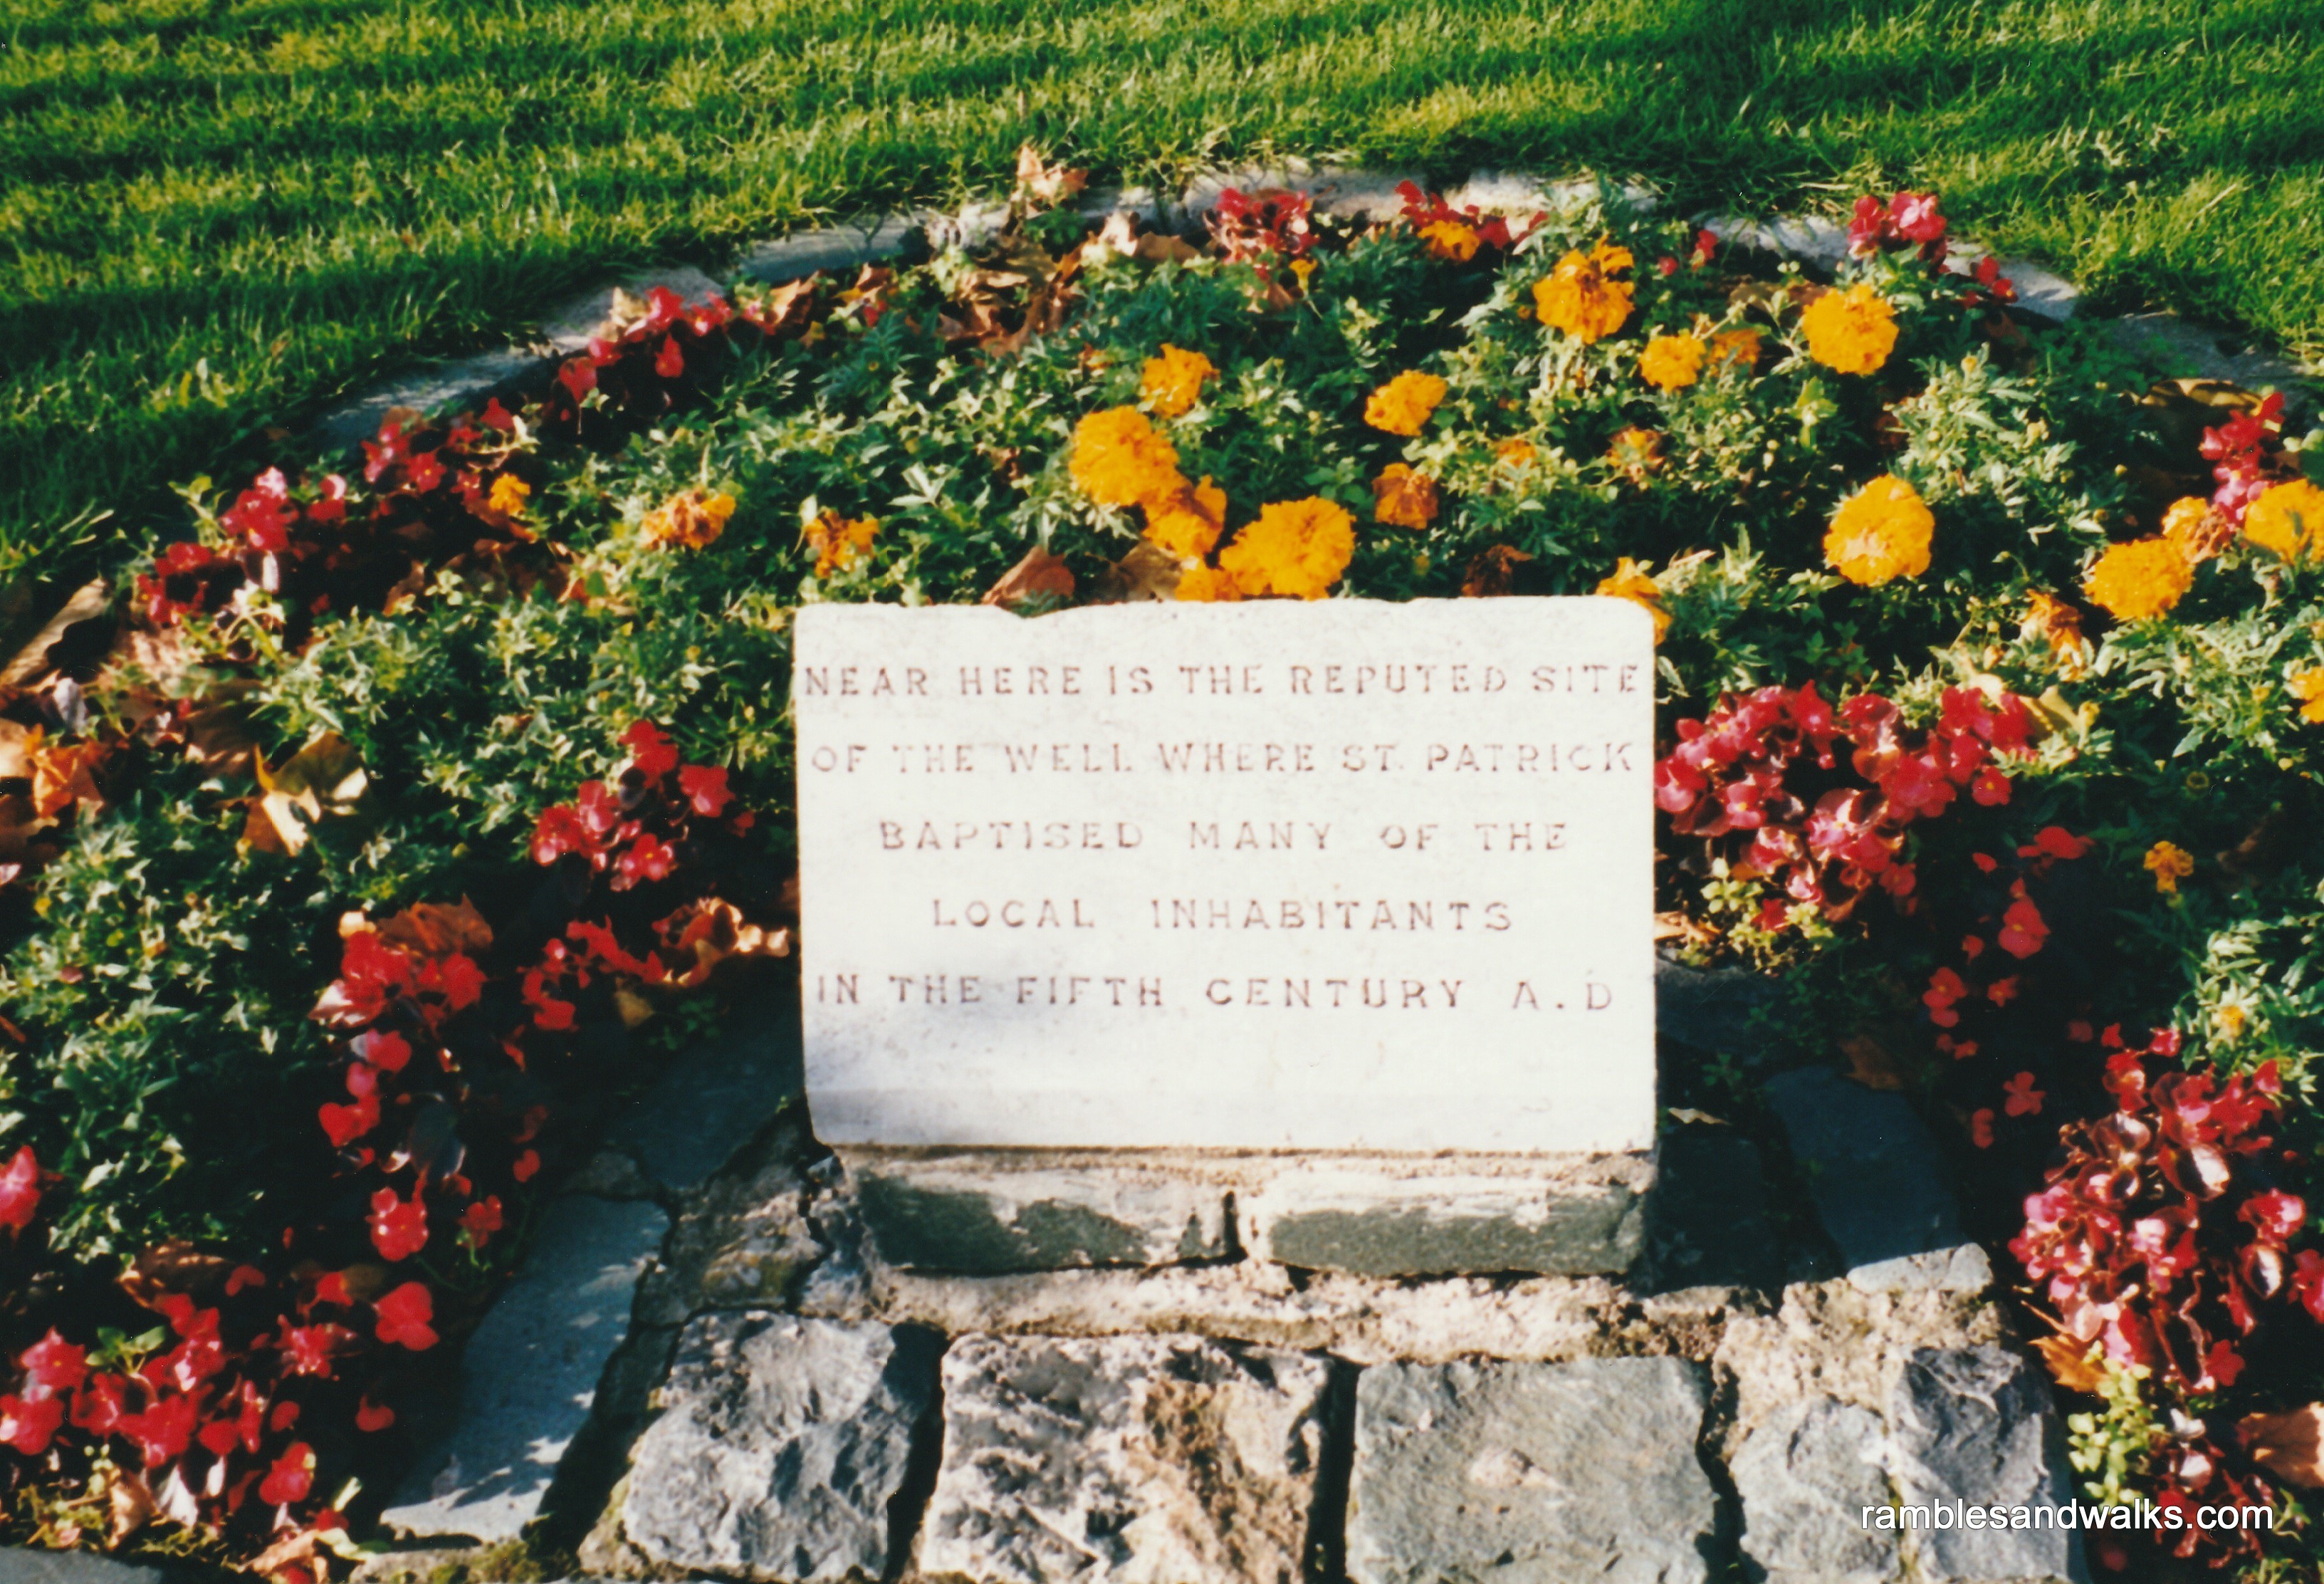 NEAR HERE IS THE REPUTED SITE
OF THE WELL WHERE ST. PATRICK
BAPTISED MANY OF THE
LOCAL INHABITANTS
IN THE FIFTH CENTURY A.D
ramblesandwalks.com